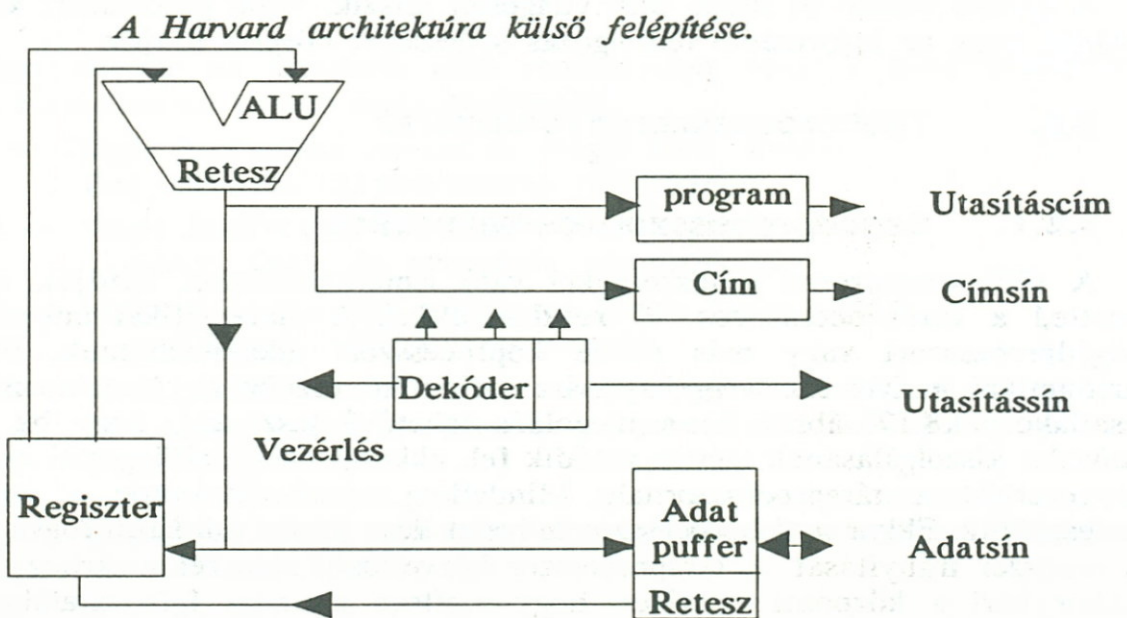 A Harvard architektúra külső felépítése.
ALU
Retesz
program
Utasításcím
Cím
Címsín
Dekóder
Utasítássín
Vezérlés
Regiszter
Adat
puffer
Adatsín
Retesz